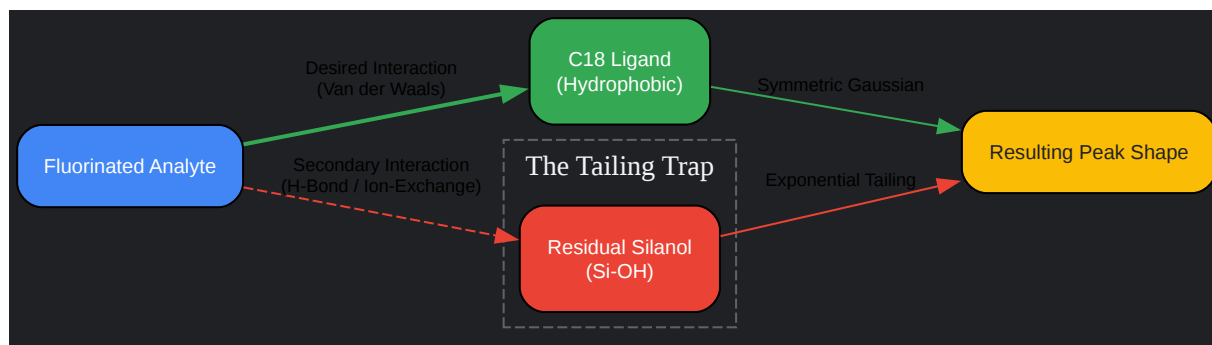 Fluorinated Analyte
Desired Interaction
(Van der Waals)
Secondary Interaction
(H-Bond / Ion-Exchange)
C18 Ligand
(Hydrophobic)
The Tailing Trap
Residual Silanol
(Si-OH)
Symmetric Gaussian
Exponential Tailing
Resulting Peak Shape